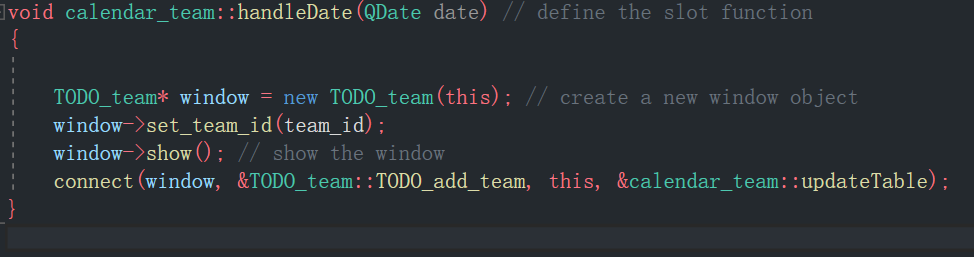 void calendar_team::handleDate(QDate date) // define the slot function
{
TODO_team* window = new TODO_team(this); // create a new window object
window->set_team_id(team_id);
window->show(); // show the window
connect(window, &TODO_team::TODO_add_team, this, &calendar_team::updateTable);
}